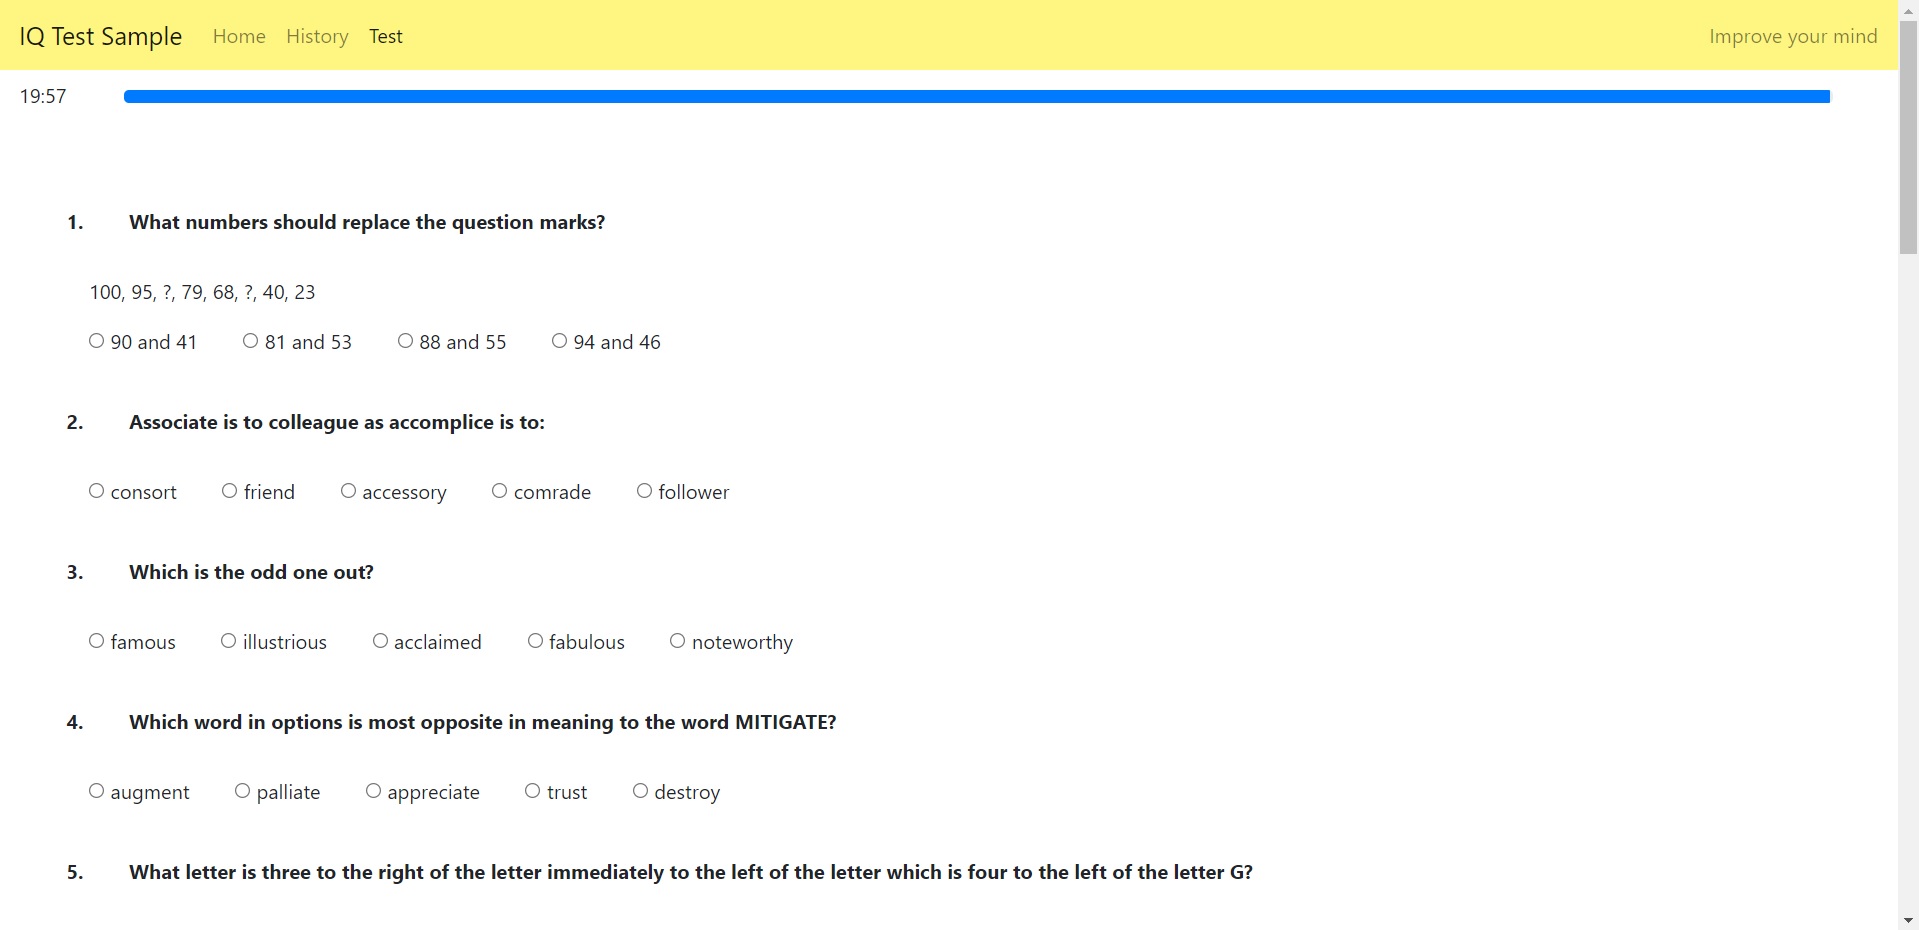 IQ Test Sample Home History Test Improve your mind
19:57
1. What numbers should replace the question marks?
100, 95, ?, 79, 68, ?, 40, 23
90 and 41 81 and 53 88 and 55 94 and 46
2. Associate is to colleague as accomplice is to:
consort friend accessory comrade follower
3. Which is the odd one out?
famous illustrious acclaimed fabulous noteworthy
4. Which word in options is most opposite in meaning to the word MITIGATE?
augment palliate appreciate trust destroy
5. What letter is three to the right of the letter immediately to the left of the letter which is four to the left of the letter G?